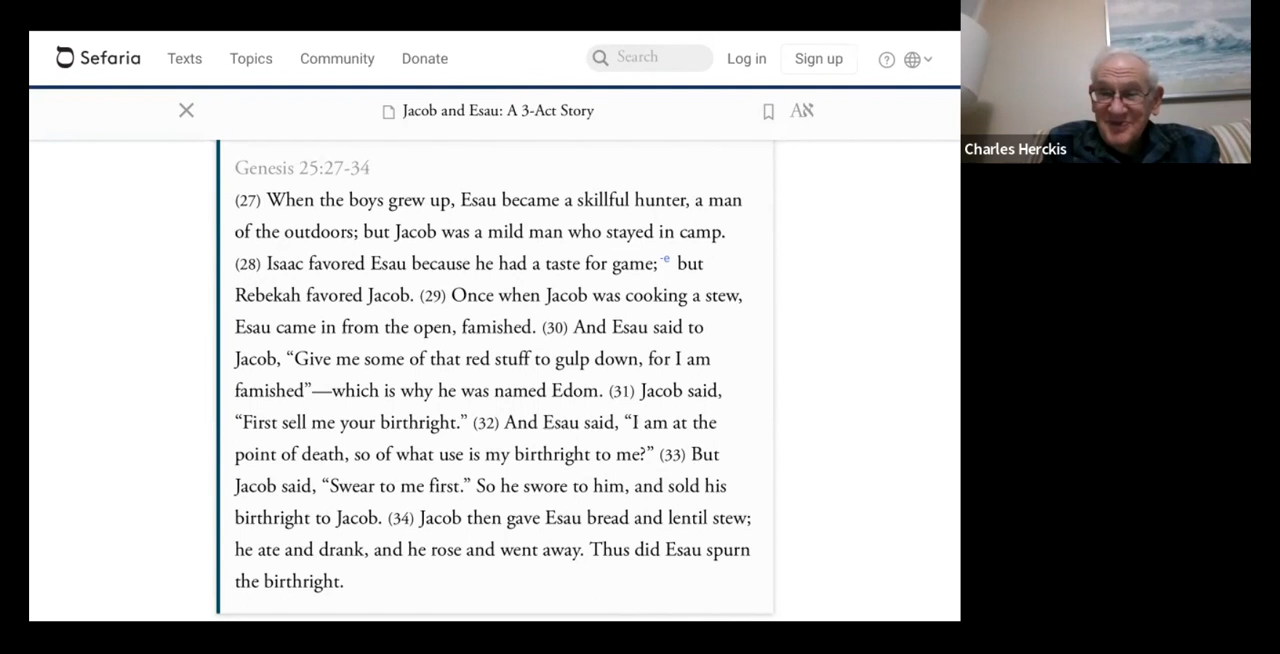 Sefaria Texts Topics Community Donate Search Log in Sign up
Jacob and Esau: A 3-Act Story Aא
Charles Herckis
Genesis 25:27-34
(27) When the boys grew up, Esau became a skillful hunter, a man
of the outdoors; but Jacob was a mild man who stayed in camp.
(28) Isaac favored Esau because he had a taste for game;-e but
Rebekah favored Jacob. (29) Once when Jacob was cooking a stew,
Esau came in from the open, famished. (30) And Esau said to
Jacob, “Give me some of that red stuff to gulp down, for I am
famished”—which is why he was named Edom. (31) Jacob said,
“First sell me your birthright.” (32) And Esau said, “I am at the
point of death, so of what use is my birthright to me?” (33) But
Jacob said, “Swear to me first.” So he swore to him, and sold his
birthright to Jacob. (34) Jacob then gave Esau bread and lentil stew;
he ate and drank, and he rose and went away. Thus did Esau spurn
the birthright.